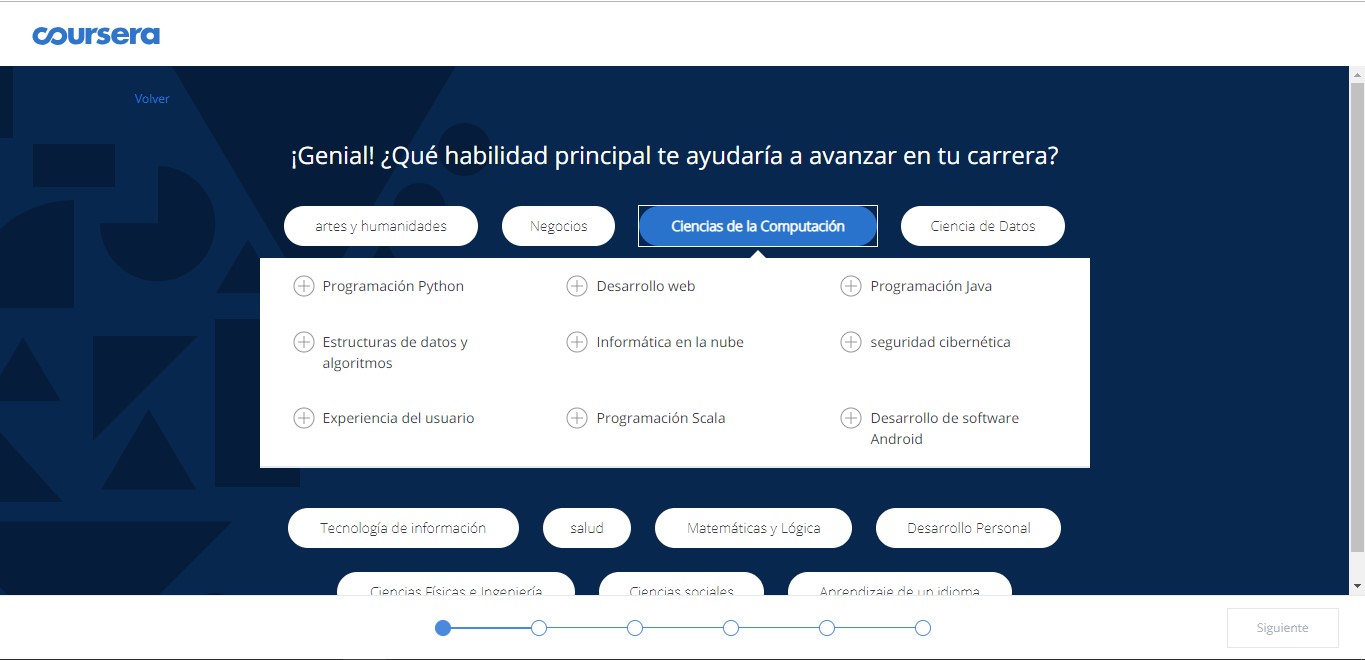 coursera
Volver
¡Genial! ¿Qué habilidad principal te ayudaría a avanzar en tu carrera?
artes y humanidades
Negocios
Ciencias de la Computación
Ciencia de Datos
Programación Python
Desarrollo web
Programación Java
Estructuras de datos y
algoritmos
Informática en la nube
seguridad cibernética
Experiencia del usuario
Programación Scala
Desarrollo de software
Android
Tecnología de información
salud
Matemáticas y Lógica
Desarrollo Personal
Ciencias Físicas e Ingeniería
Ciencias sociales
Aprendizaje de un idioma
Siguiente